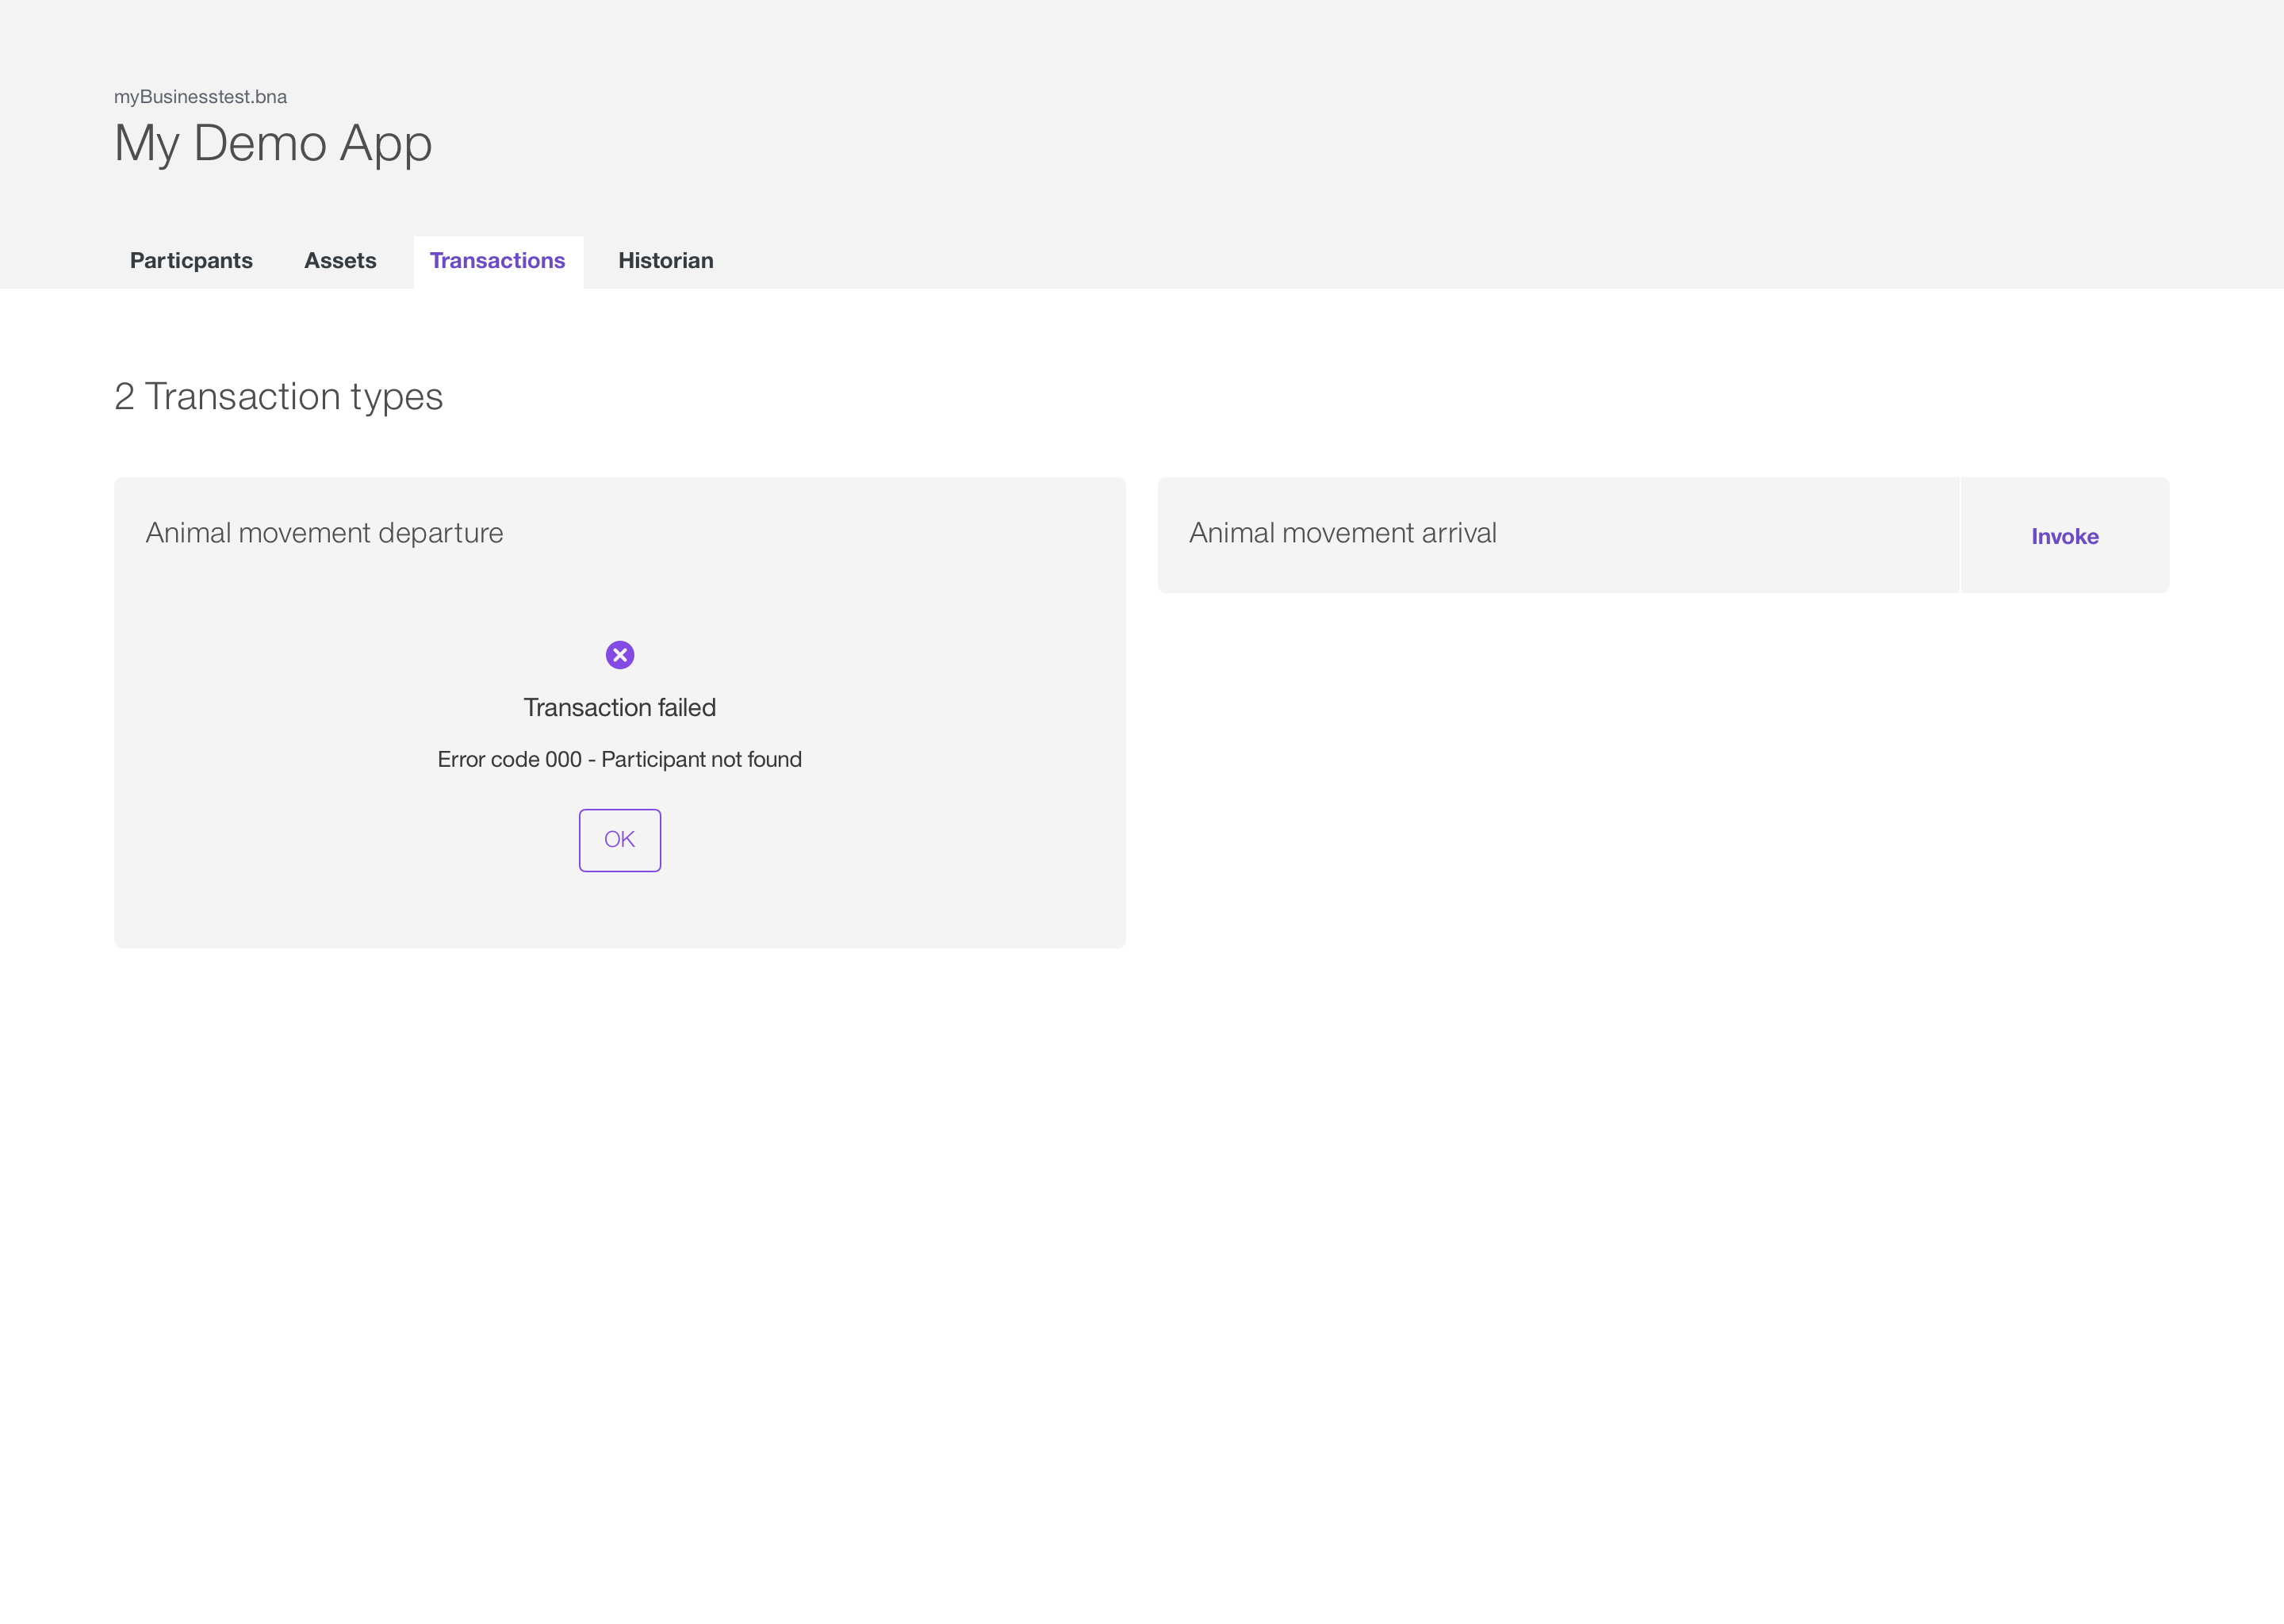 myBusinesstest.bna
My Demo App
Particpants Assets Transactions Historian
2 Transaction types
Animal movement departure
Transaction failed
Error code 000 - Participant not found
OK
Animal movement arrival
Invoke